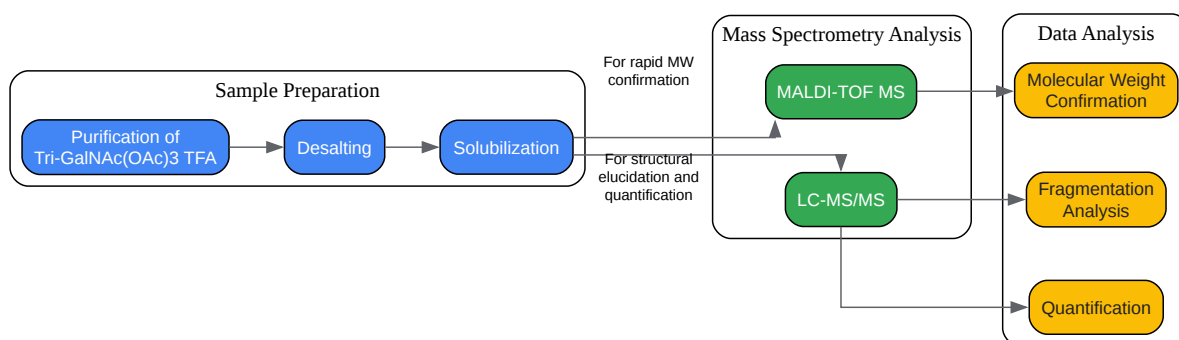 Sample Preparation
Purification of
Tri-GalNAc(OAc)3 TFA
Desalting
Solubilization
For rapid MW
confirmation
For structural
elucidation and
quantification
Mass Spectrometry Analysis
MALDI-TOF MS
LC-MS/MS
Data Analysis
Molecular Weight
Confirmation
Fragmentation
Analysis
Quantification